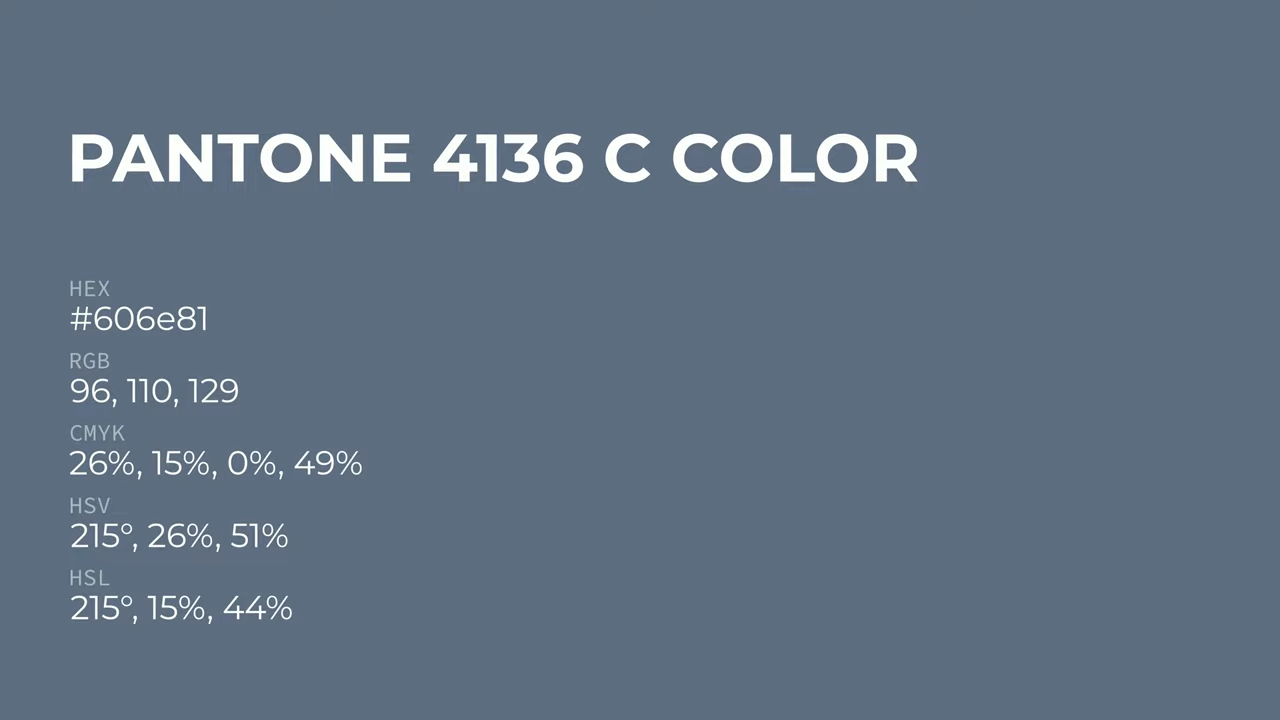 PANTONE 4136 C COLOR
HEX
#606e81
RGB
96, 110, 129
CMYK
26%, 15%, 0%, 49%
HSV
215°, 26%, 51%
HSL
215°, 15%, 44%